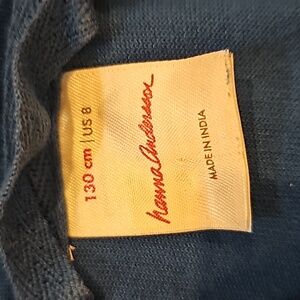 130 cm | US 8
hanna andersson
MADE IN INDIA